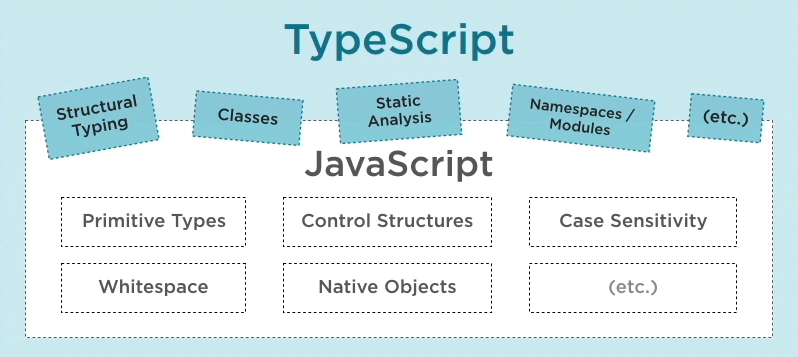 TypeScript
Structural
Typing
Classes
Static
Analysis
Namespaces /
Modules
(etc.)
JavaScript
Primitive Types
Control Structures
Case Sensitivity
Whitespace
Native Objects
(etc.)